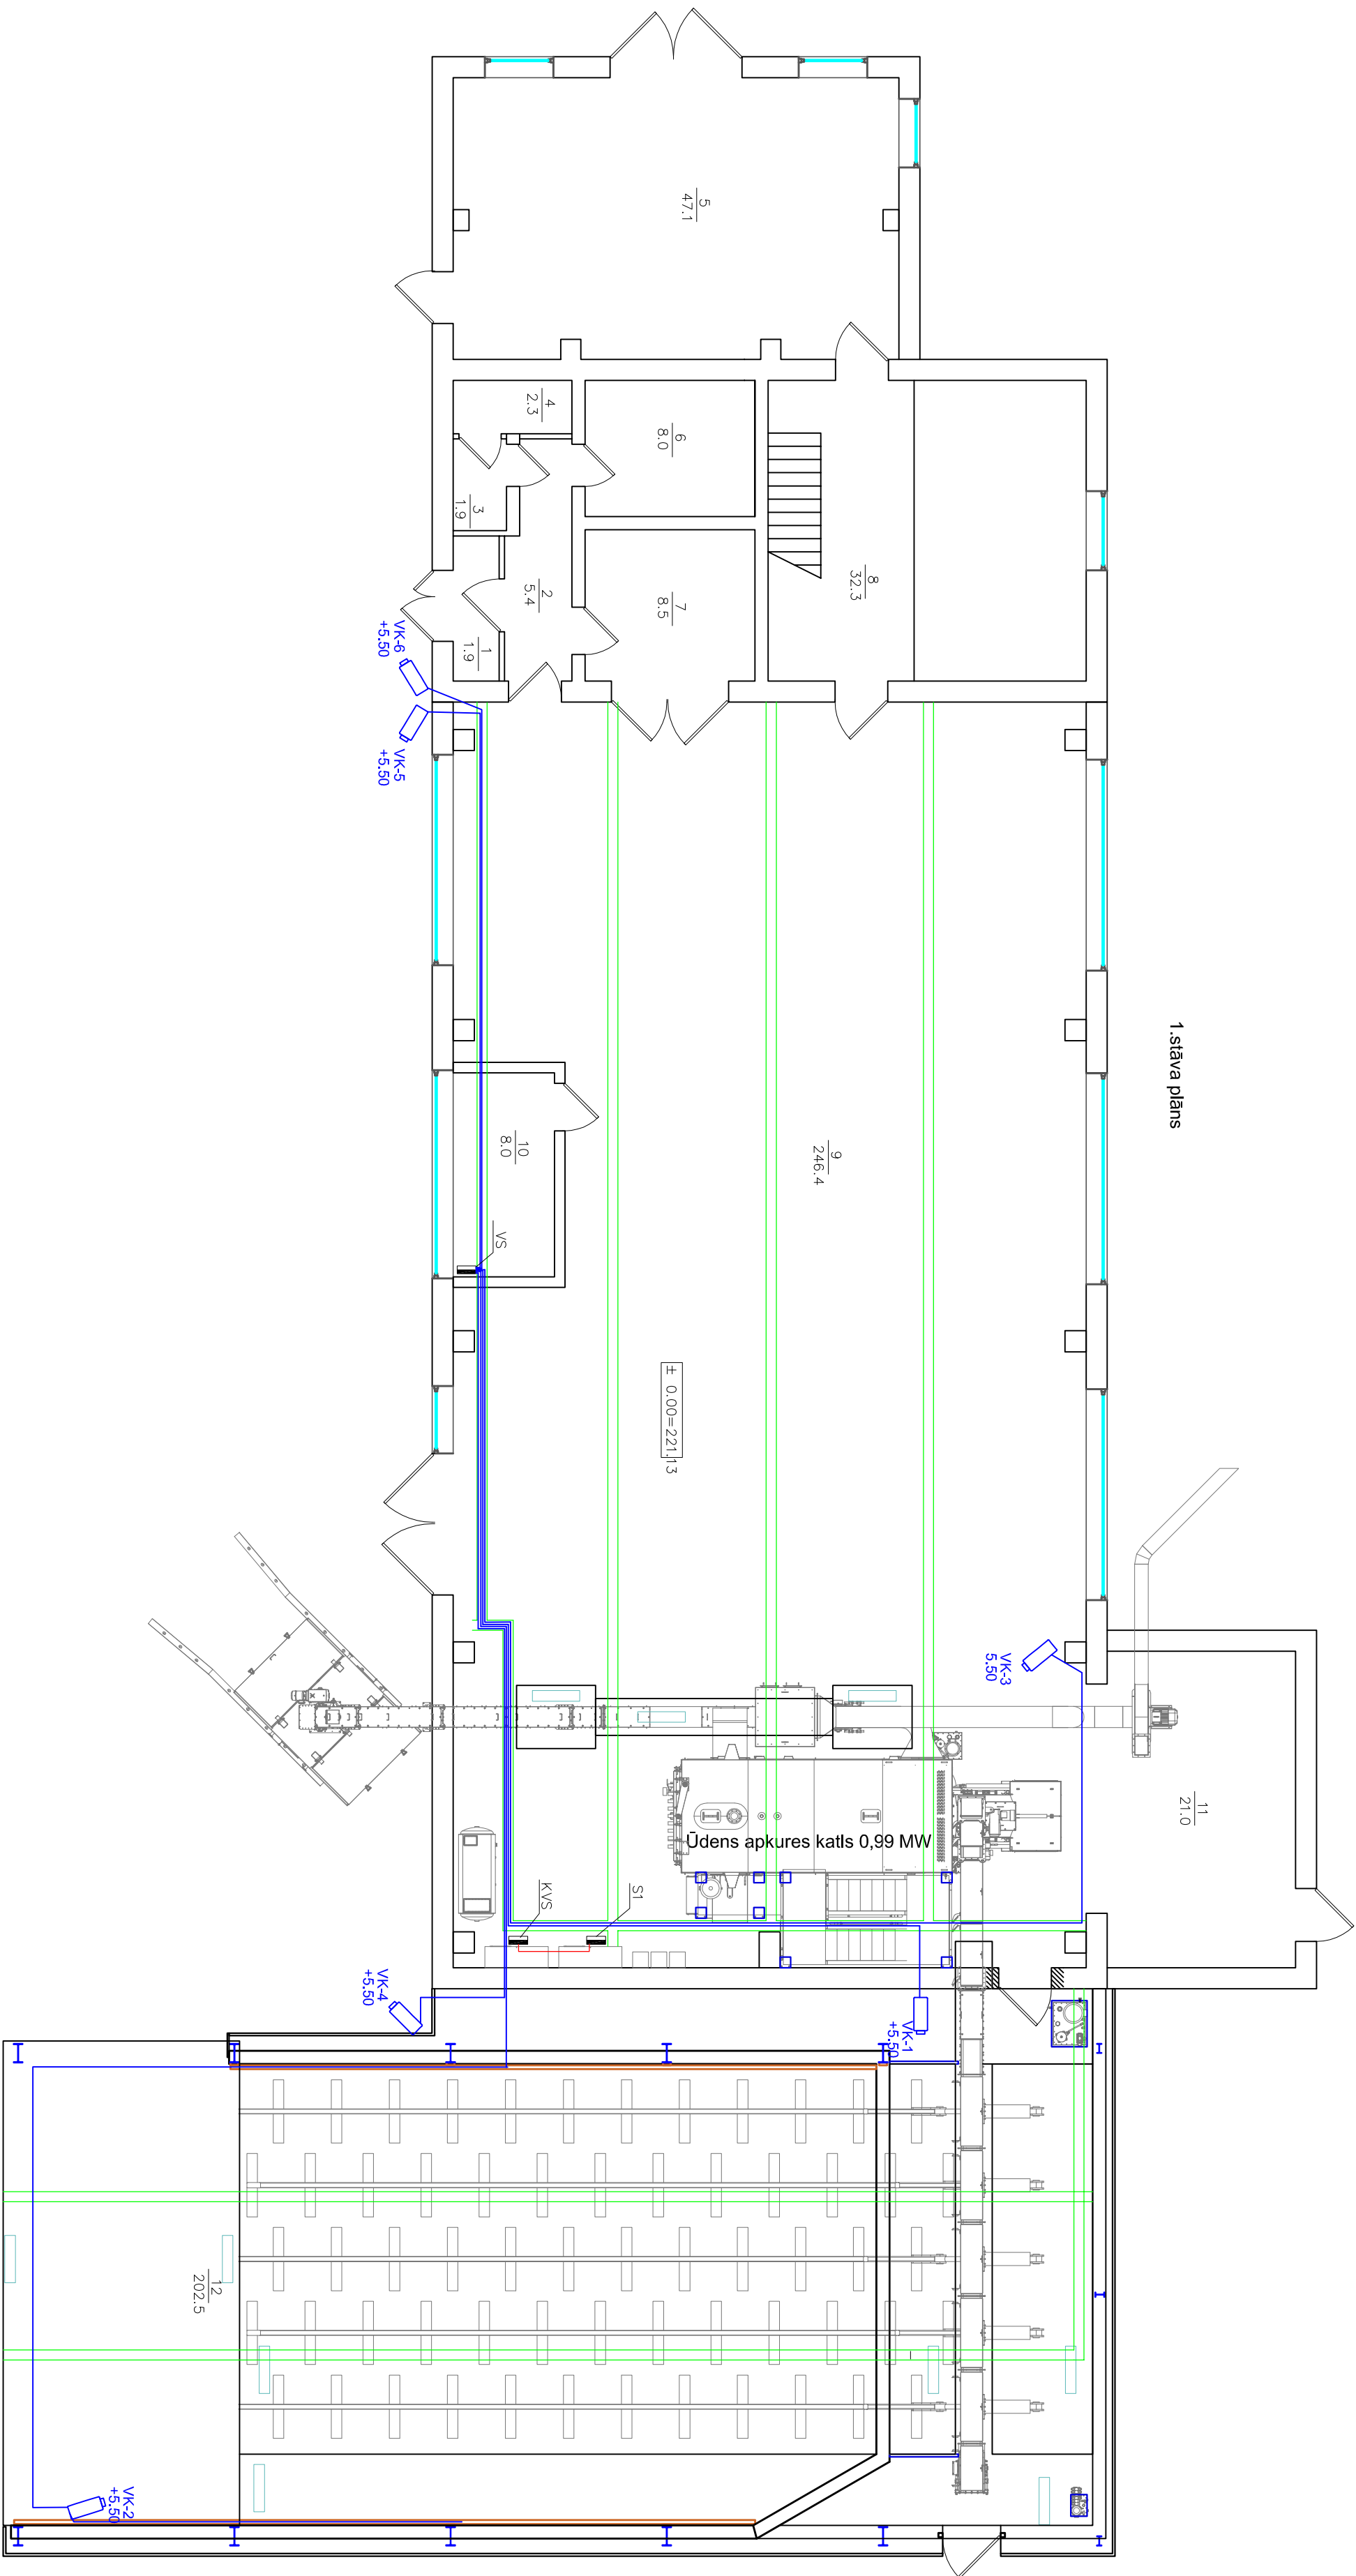 1.stāva plāns
5
47.1
4
2.3
6
8.0
3
1.9
2
5.4
7
8.5
8
32.3
1
1.9
VK-6
+5.50
VK-5
+5.50
9
246.4
10
8.0
VS
± 0.00=221.13
VK-3
5.50
11
21.0
Ūdens apkures katls 0,99 MW
S1
KVS
VK-4
+5.50
VK-1
+5.50
12
202.5
VK-2
+5.50